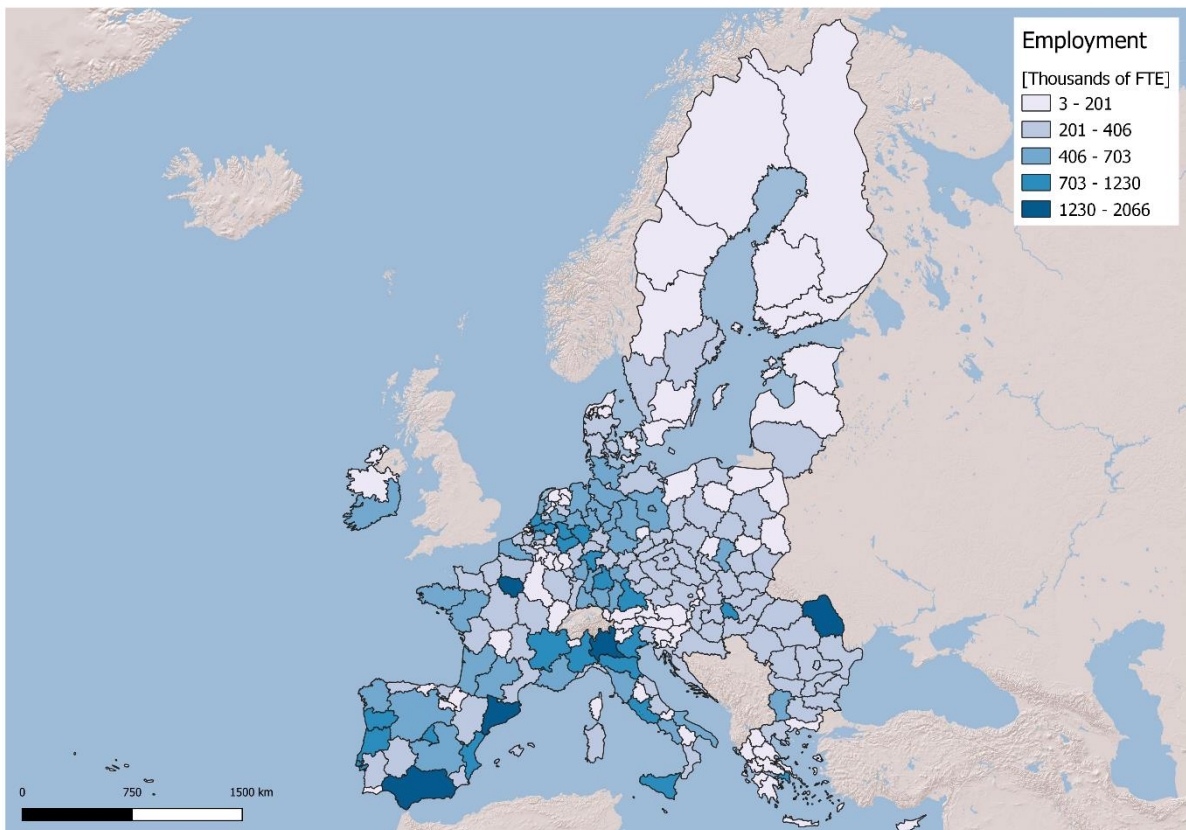 Employment
[Thousands of FTE]
3 - 201
201 - 406
406 - 703
703 - 1230
1230 - 2066
0 750 1500 km